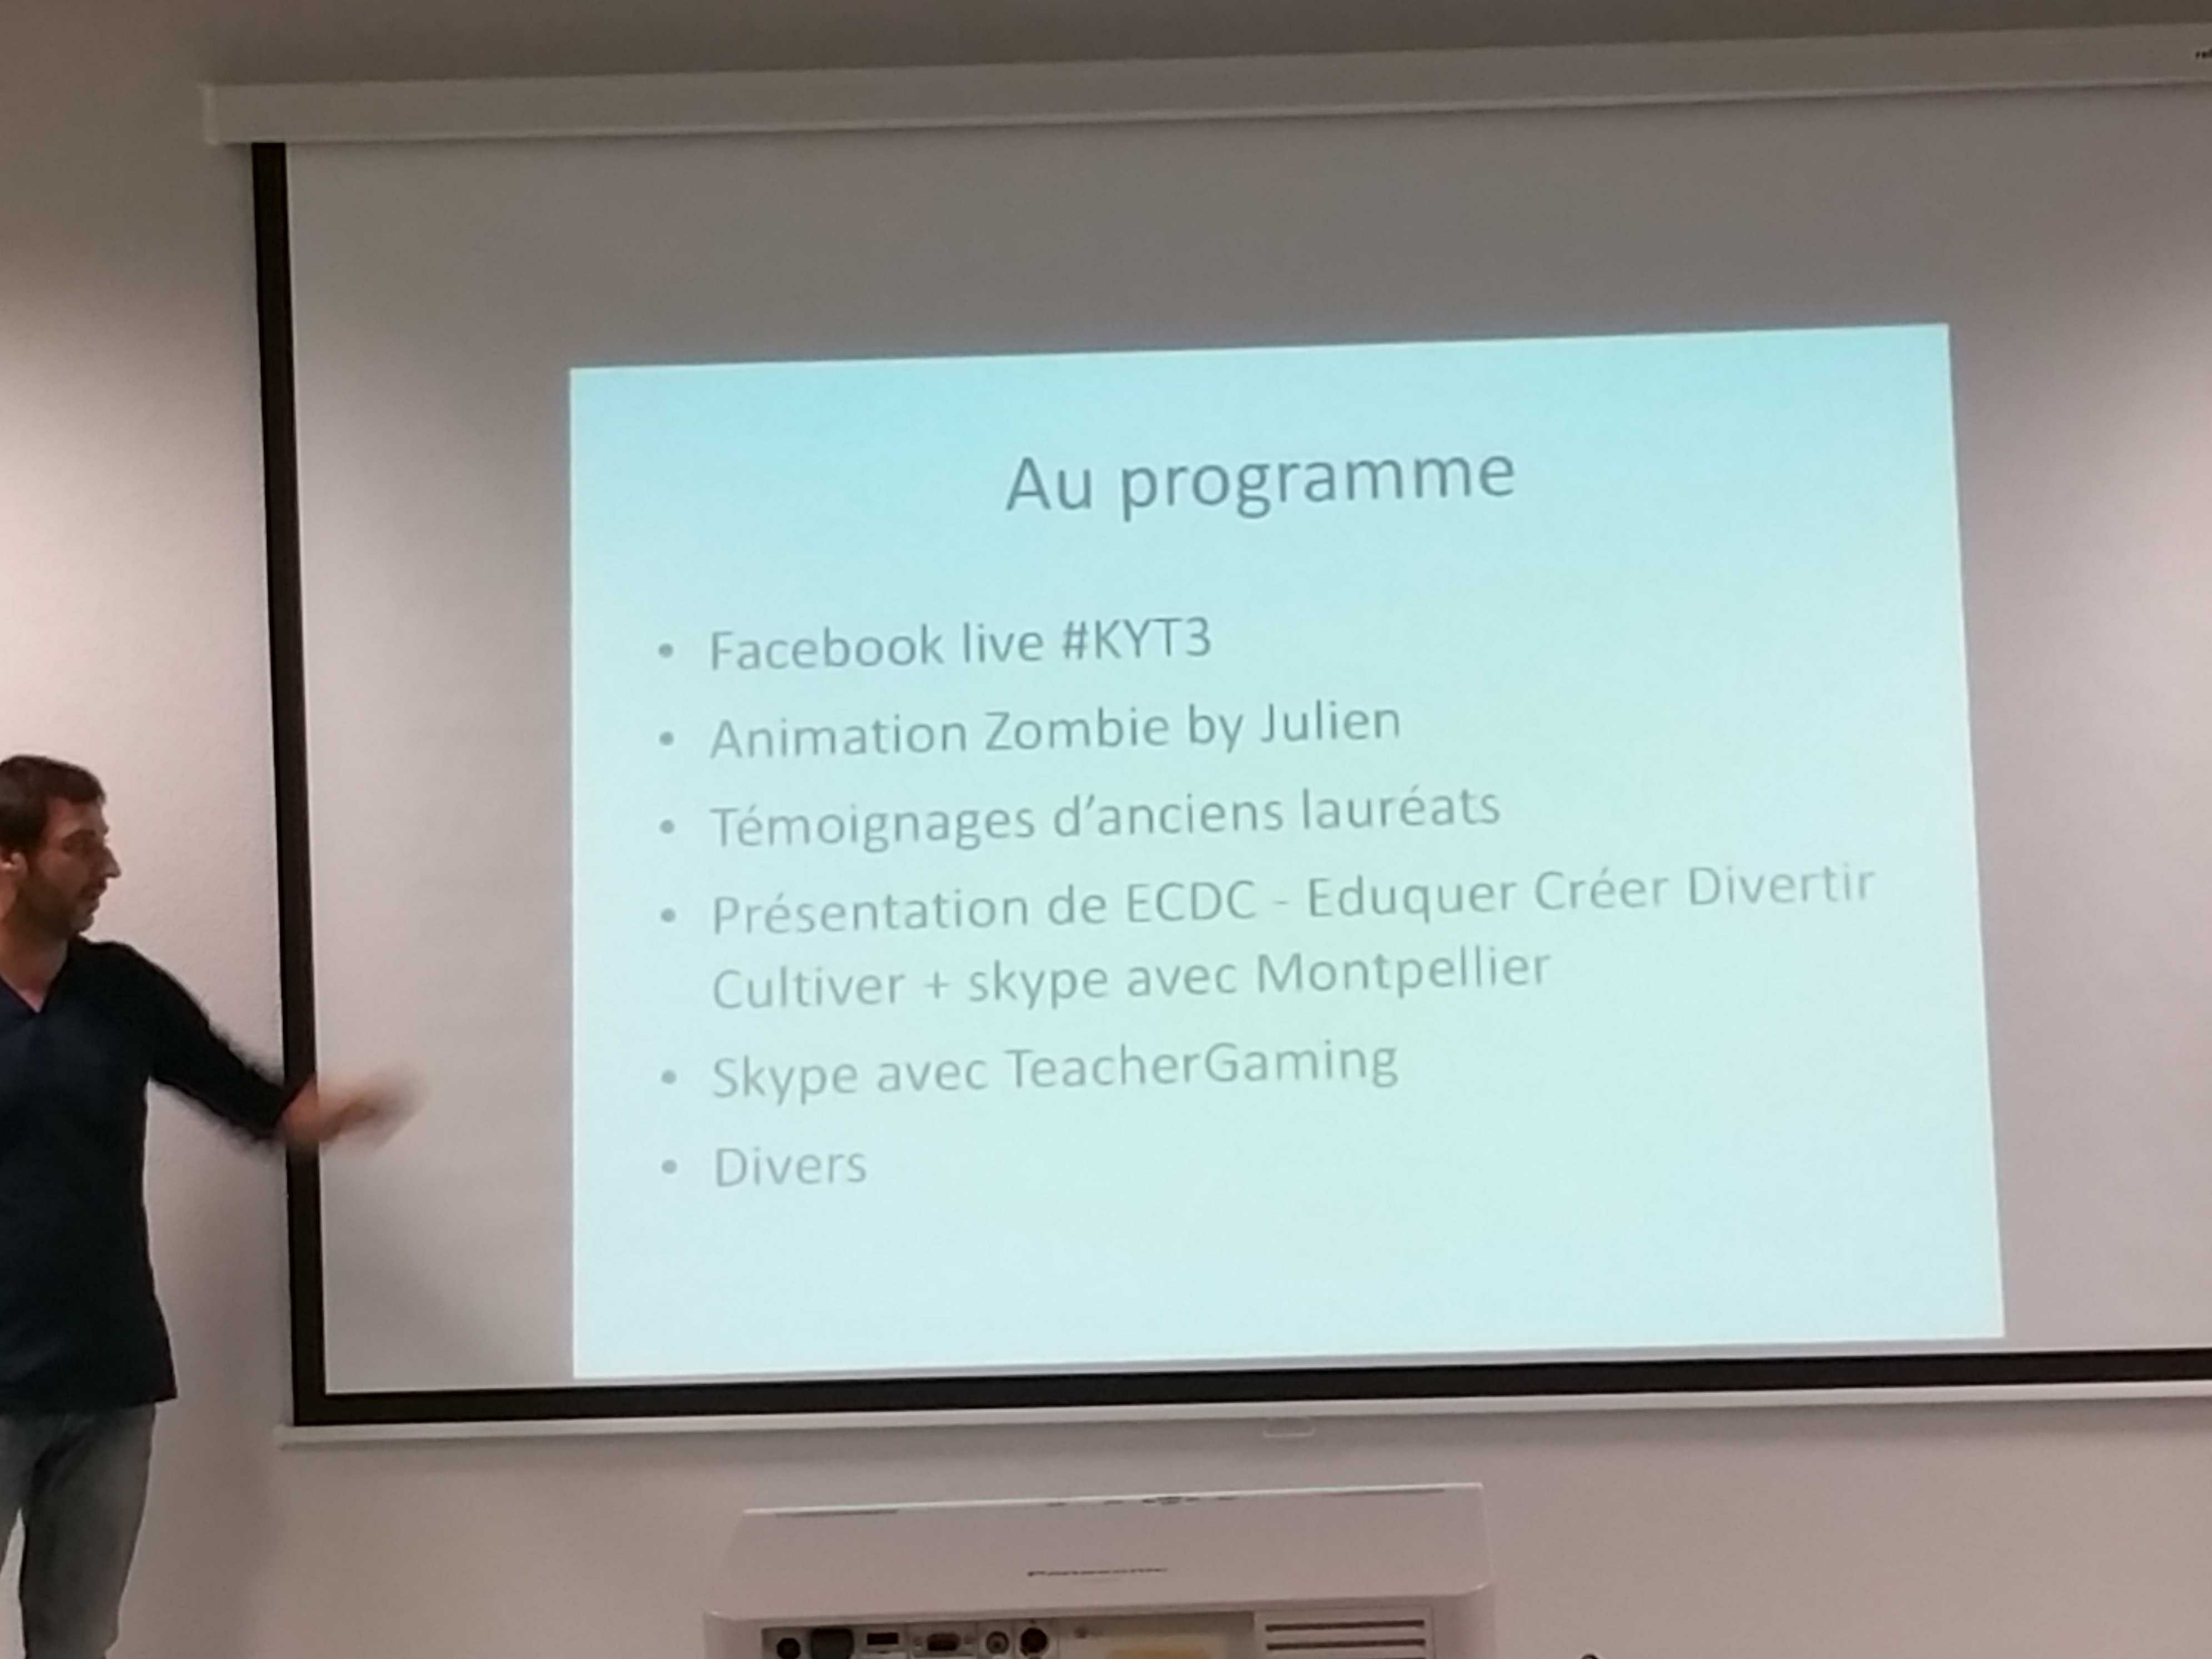 Au programme
• Facebook live #KYT3
• Animation Zombie by Julien
• Témoignages d'anciens lauréats
• Présentation de ECDC - Eduquer Créer Divertir
Cultiver + skype avec Montpellier
• Skype avec TeacherGaming
• Divers
Panasonic